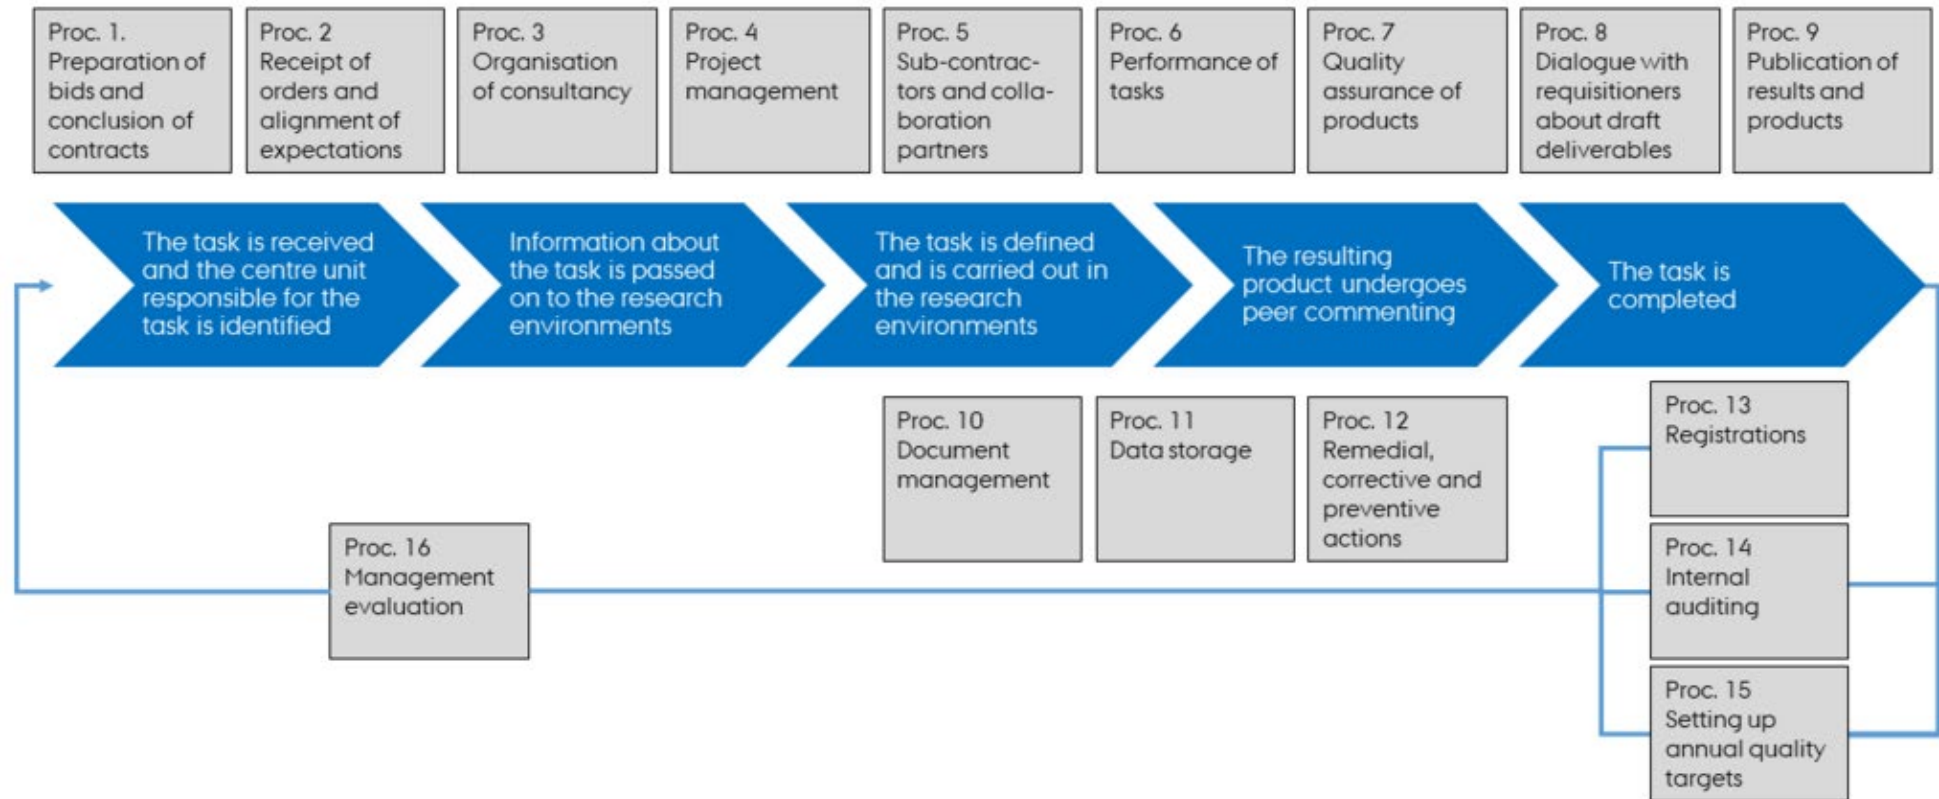 Proc. 1.
Preparation of
bids and
conclusion of
contracts
Proc. 2
Receipt of
orders and
alignment of
expectations
Proc. 3
Organisation
of consultancy
Proc. 4
Project
management
Proc. 5
Sub-contrac-
tors and colla-
boration
partners
Proc. 6
Performance of
tasks
Proc. 7
Quality
assurance of
products
Proc. 8
Dialogue with
requisitioners
about draft
deliverables
Proc. 9
Publication of
results and
products
The task is received
and the centre unit
responsible for the
task is identified
Information about
the task is passed
on to the research
environments
The task is defined
and is carried out in
the research
environments
The resulting
product undergoes
peer commenting
The task is
completed
Proc. 10
Document
management
Proc. 11
Data storage
Proc. 12
Remedial,
corrective and
preventive
actions
Proc. 13
Registrations
Proc. 14
Internal
auditing
Proc. 15
Setting up
annual quality
targets
Proc. 16
Management
evaluation